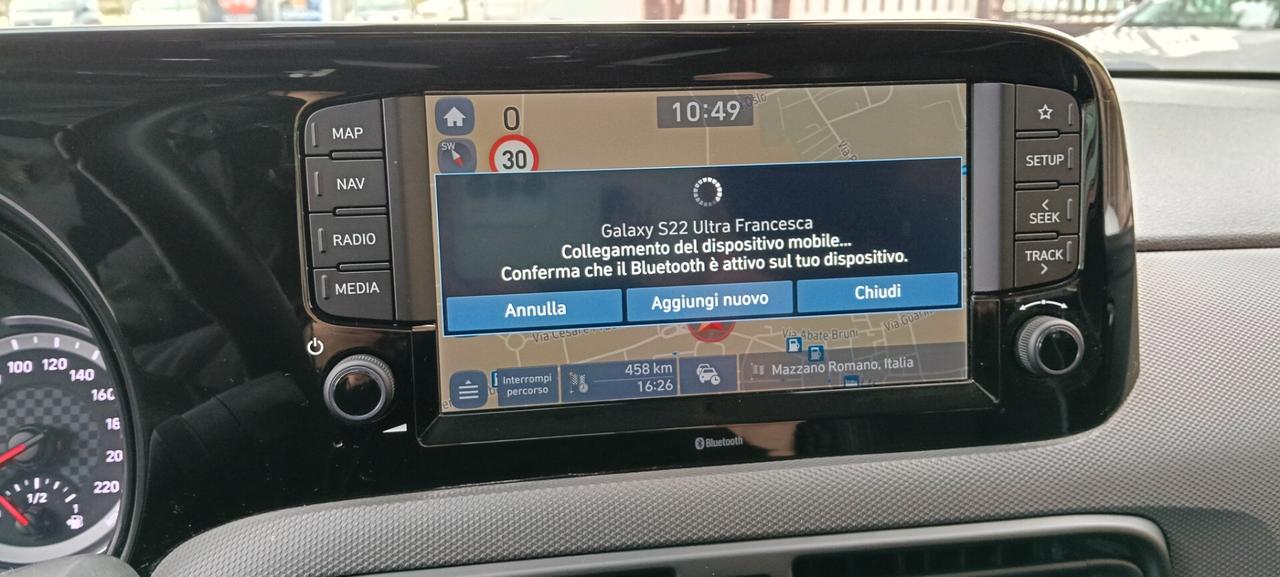 MAP
NAV
RADIO
MEDIA
SW
0
30
10:49
Galaxy S22 Ultra Francesca
Collegamento del dispositivo mobile...
Conferma che il Bluetooth è attivo sul tuo dispositivo.
Annulla
Aggiungi nuovo
Chiudi
Via Abate Bruni
Interrompi
percorso
458 km
16:26
Mazzano Romano, Italia
Bluetooth
SETUP
<
SEEK
TRACK
>
100
120
140
160
18
20
220
1/2
1